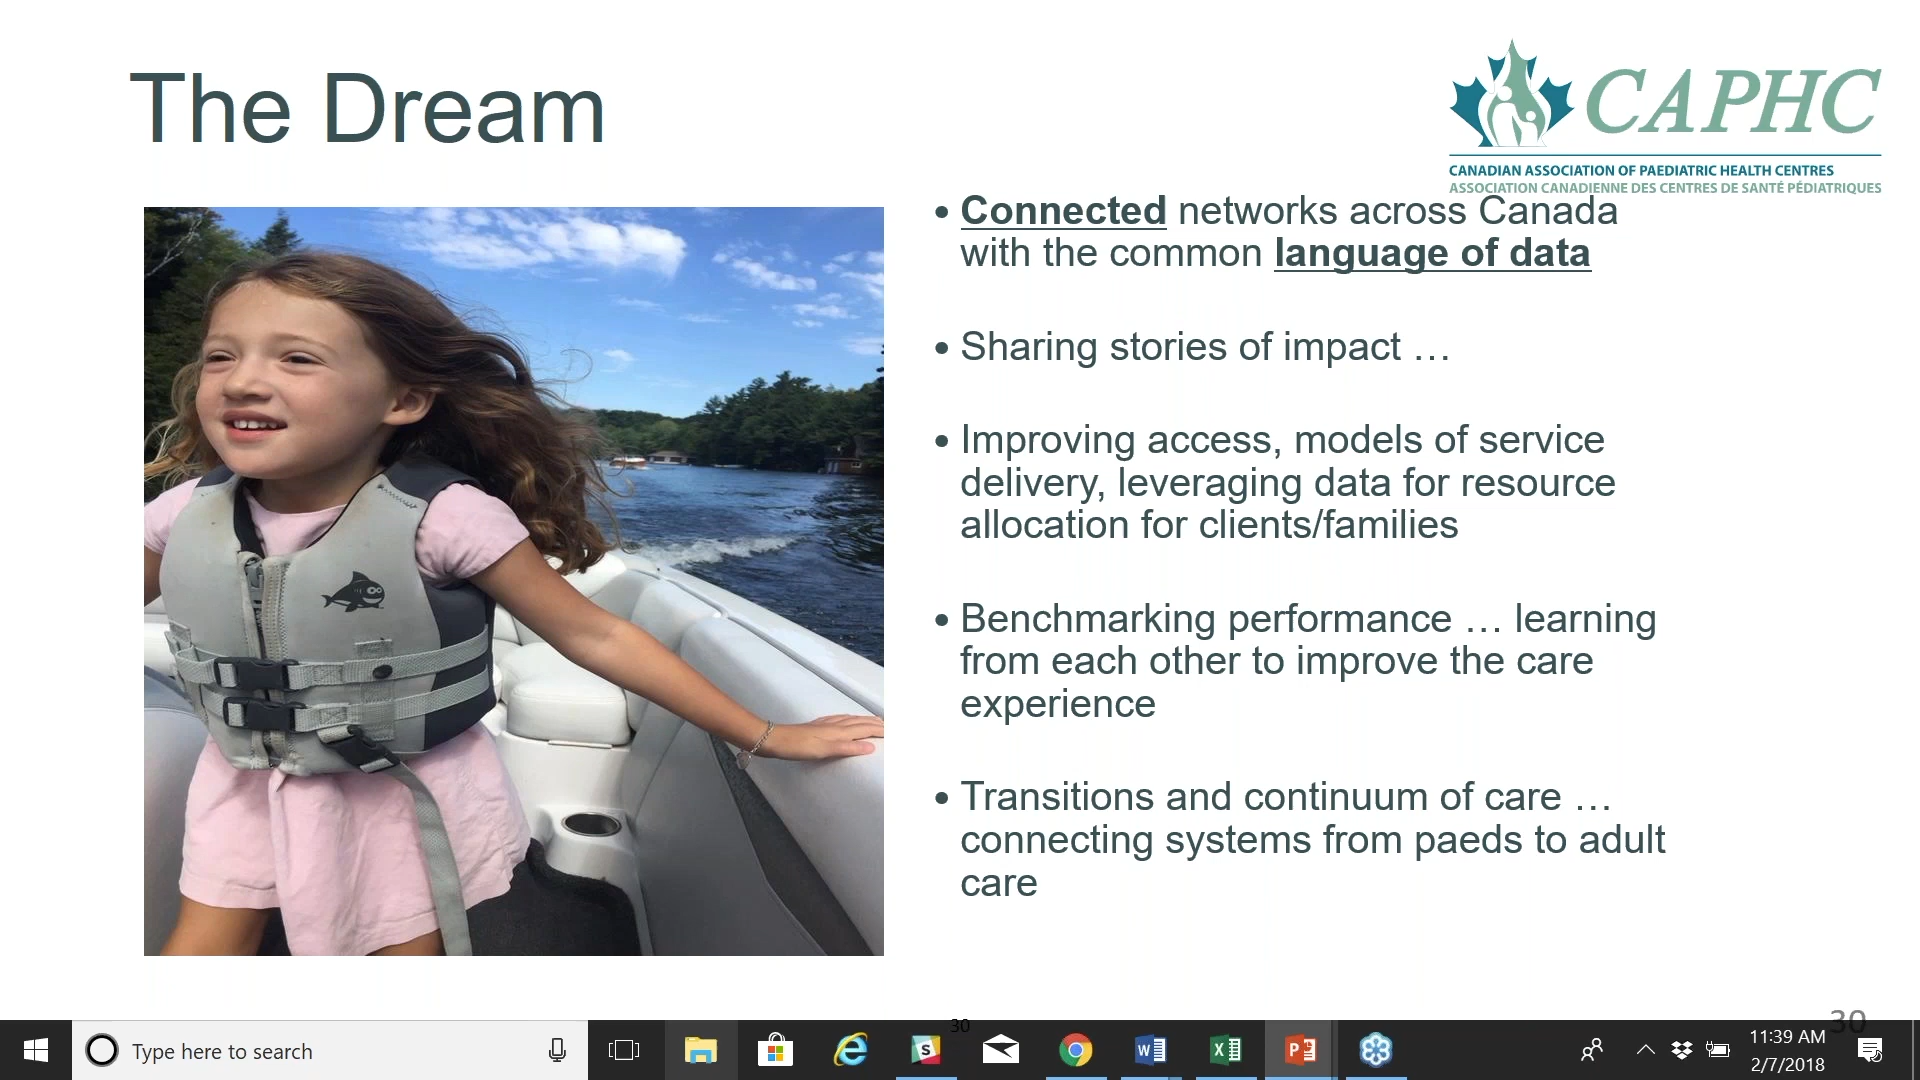 The Dream
CAPHC
CANADIAN ASSOCIATION OF PAEDIATRIC HEALTH CENTRES
ASSOCIATION CANADIENNE DES CENTRES DE SANTÉ PÉDIATRIQUES
• Connected networks across Canada
with the common language of data
• Sharing stories of impact …
• Improving access, models of service
delivery, leveraging data for resource
allocation for clients/families
• Benchmarking performance … learning
from each other to improve the care
experience
• Transitions and continuum of care …
connecting systems from paeds to adult
care
30
30
Type here to search
11:39 AM
2/7/2018